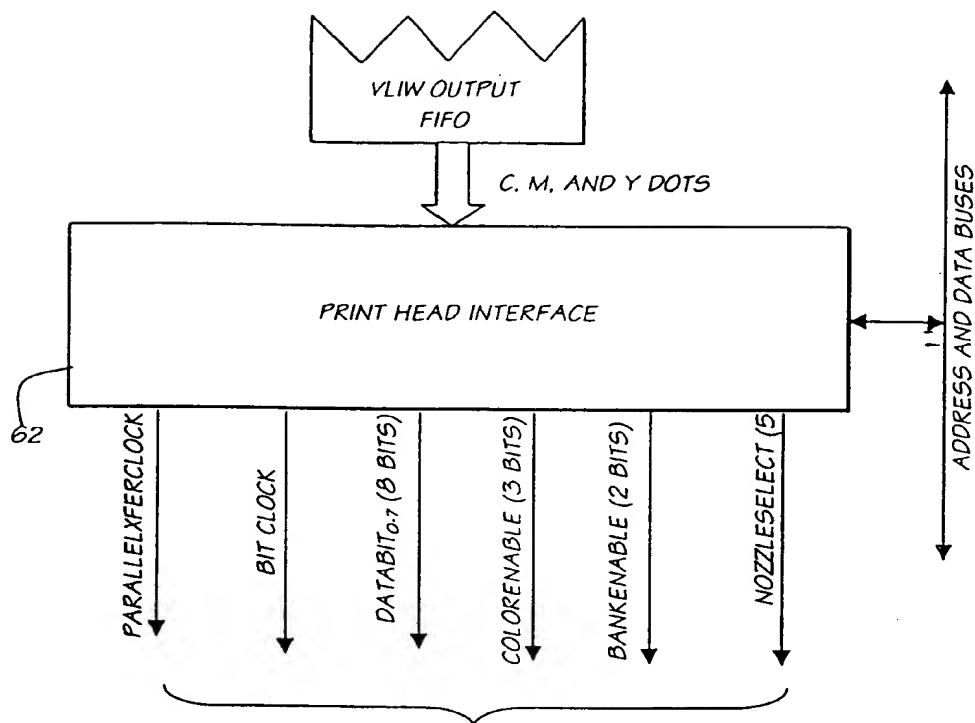 VLIW OUTPUT
FIFO
C, M, AND Y DOTS
PRINT HEAD INTERFACE
ADDRESS AND DATA BUSES
62
PARALLELXFERCLOCK
BIT CLOCK
DATABIT0-7 (8 BITS)
COLORENABLE (3 BITS)
BANKENABLE (2 BITS)
NOZZLESELECT (5